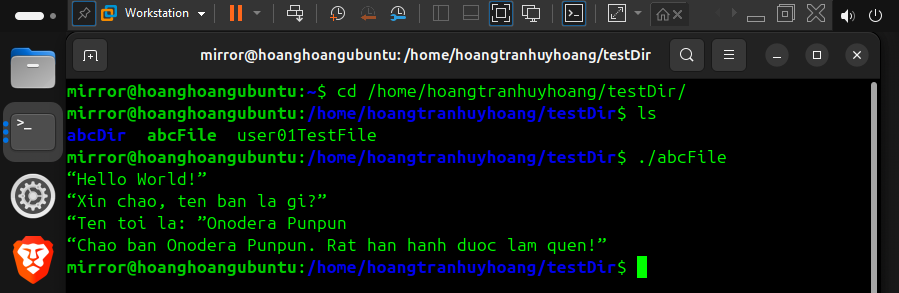 Workstation
mirror@hoanghoangubuntu: /home/hoangtranhuyhoang/testDir
mirror@hoanghoangubuntu:~$ cd /home/hoangtranhuyhoang/testDir/
mirror@hoanghoangubuntu:/home/hoangtranhuyhoang/testDir$ ls
abcDir  abcFile  user01TestFile
mirror@hoanghoangubuntu:/home/hoangtranhuyhoang/testDir$ ./abcFile
“Hello World!”
“Xin chao, ten ban la gi?”
“Ten toi la: ”Onodera Punpun
“Chao ban Onodera Punpun. Rat han hanh duoc lam quen!”
mirror@hoanghoangubuntu:/home/hoangtranhuyhoang/testDir$